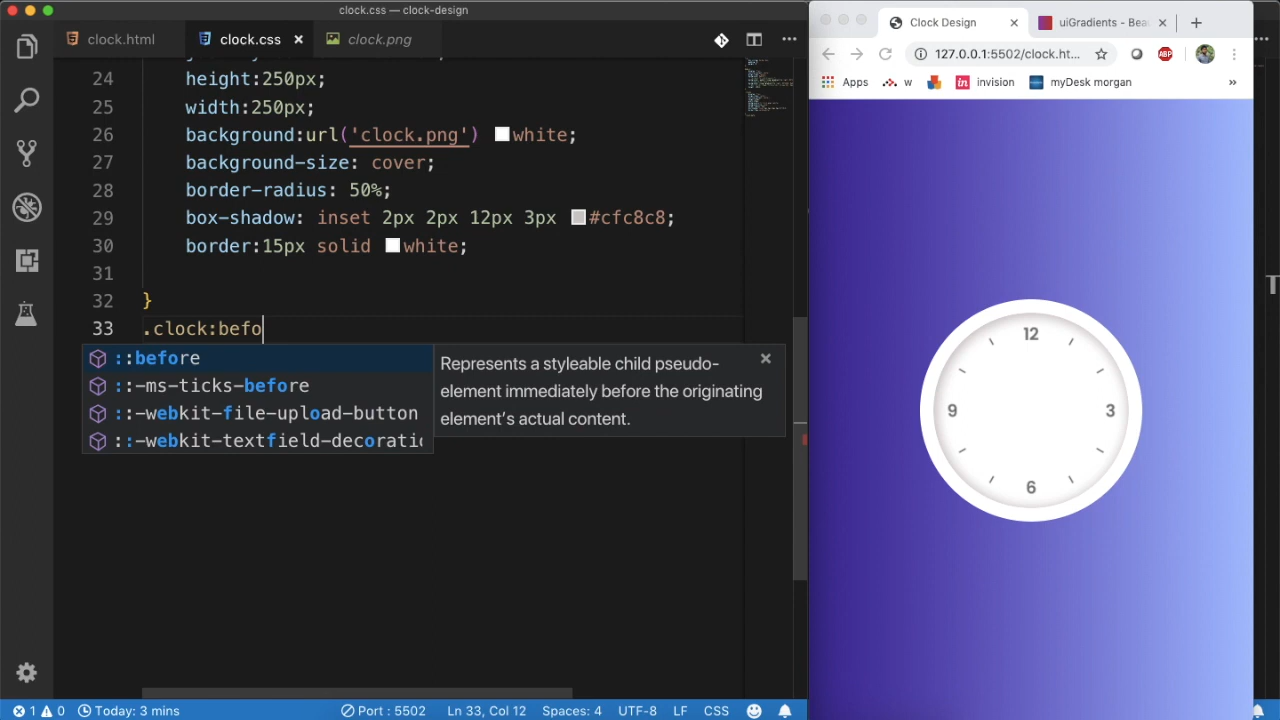 clock.css — clock-design
clock.html
clock.css
clock.png
24 height:250px;
25 width:250px;
26 background:url('clock.png') white;
27 background-size: cover;
28 border-radius: 50%;
29 box-shadow: inset 2px 2px 12px 3px #cfc8c8;
30 border:15px solid white;
31
32 }
33 .clock:befo
::before
::-ms-ticks-before
::-webkit-file-upload-button
::-webkit-textfield-decoratic
Represents a styleable child pseudo-
element immediately before the originating
element's actual content.
1 0 Today: 3 mins Port : 5502 Ln 33, Col 12 Spaces: 4 UTF-8 LF CSS
Clock Design
uiGradients - Bea
127.0.0.1:5502/clock.ht...
ABP
Apps w in invision myDesk morgan »
12
9 3
6
T